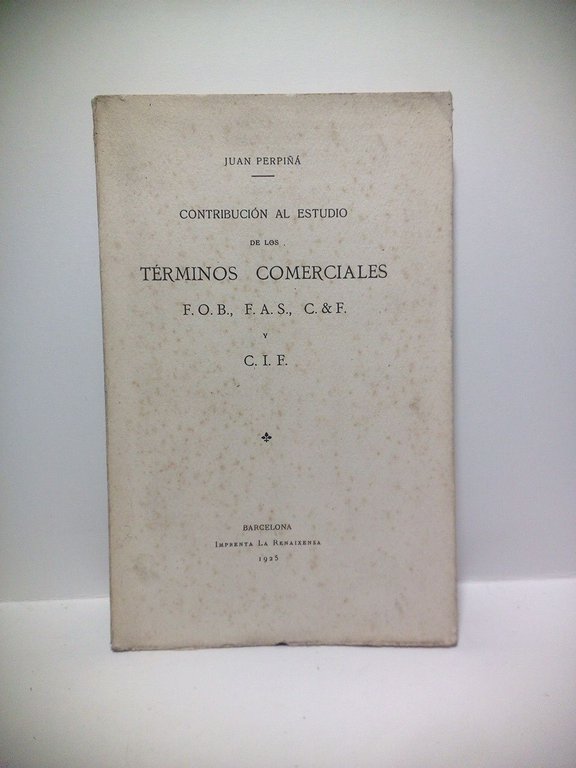 JUAN PERPIÑÁ
CONTRIBUCIÓN AL ESTUDIO
DE LOS
TÉRMINOS COMERCIALES
F. O. B., F. A. S., C. & F.
Y
C. I. F.
BARCELONA
IMPRENTA LA RENAIXENSA
1925